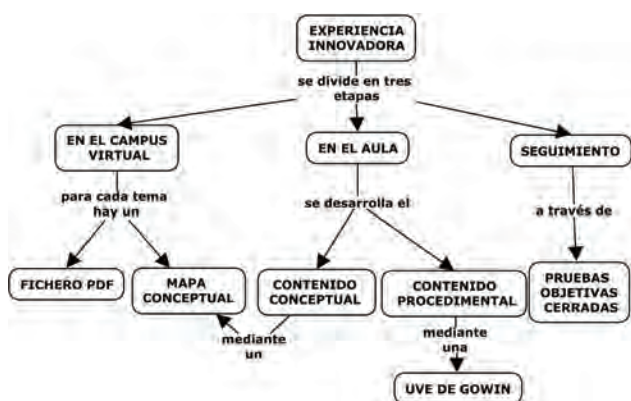 EXPERIENCIA
INNOVADORA
se divide en tres
etapas
EN EL CAMPUS
VIRTUAL
EN EL AULA
SEGUIMIENTO
para cada tema
hay un
se desarrolla el
a través de
FICHERO PDF
MAPA
CONCEPTUAL
CONTENIDO
CONCEPTUAL
CONTENIDO
PROCEDIMENTAL
PRUEBAS
OBJETIVAS
CERRADAS
mediante
un
mediante
una
UVE DE GOWIN